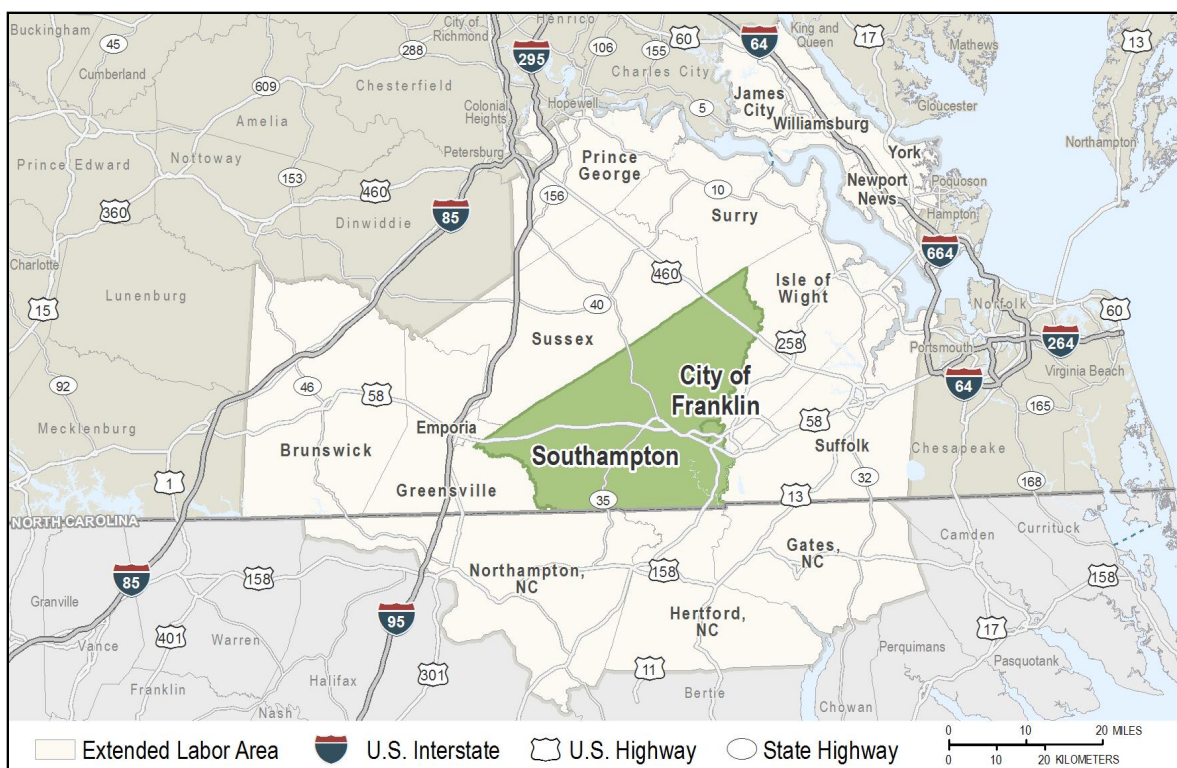 Buckingham
45
Cumberland
Prince Edward
360
Charlotte
15
Lunenburg
92
Mecklenburg
1
609
Amelia
Nottoway
153
460
Dinwiddie
85
City of
Richmond
288
Chesterfield
Colonial
Heights
Petersburg
295
HENRICO
106
155
60
Charles City
5
Hopewell
64
King and
Queen
17
Mathews
13
James
City
Williamsburg
Gloucester
Northampton
York
Poquoson
Newport
News
Hampton
664
Prince
George
156
10
Surry
460
Isle of
Wight
40
Sussex
258
Norfolk
60
Portsmouth
264
64
Virginia Beach
165
City of
Franklin
58
Suffolk
Chesapeake
32
168
13
46
58
Emporia
Brunswick
Greensville
Southampton
35
NORTH CAROLINA
85
158
Granville
401
Vance
Warren
Franklin
Halifax
Nash
95
301
Northampton,
NC
158
Gates,
NC
Hertford,
NC
11
Bertie
Chowan
Camden
Currituck
158
17
Perquimans
Pasquotank
Extended Labor Area
U.S. Interstate
U.S. Highway
State Highway
0 10 20 MILES
0 10 20 KILOMETERS